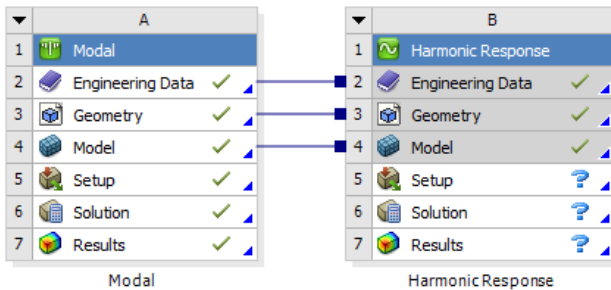 A
1 Modal
2 Engineering Data
3 Geometry
4 Model
5 Setup
6 Solution
7 Results
Modal
B
1 Harmonic Response
2 Engineering Data
3 Geometry
4 Model
5 Setup ?
6 Solution ?
7 Results ?
Harmonic Response